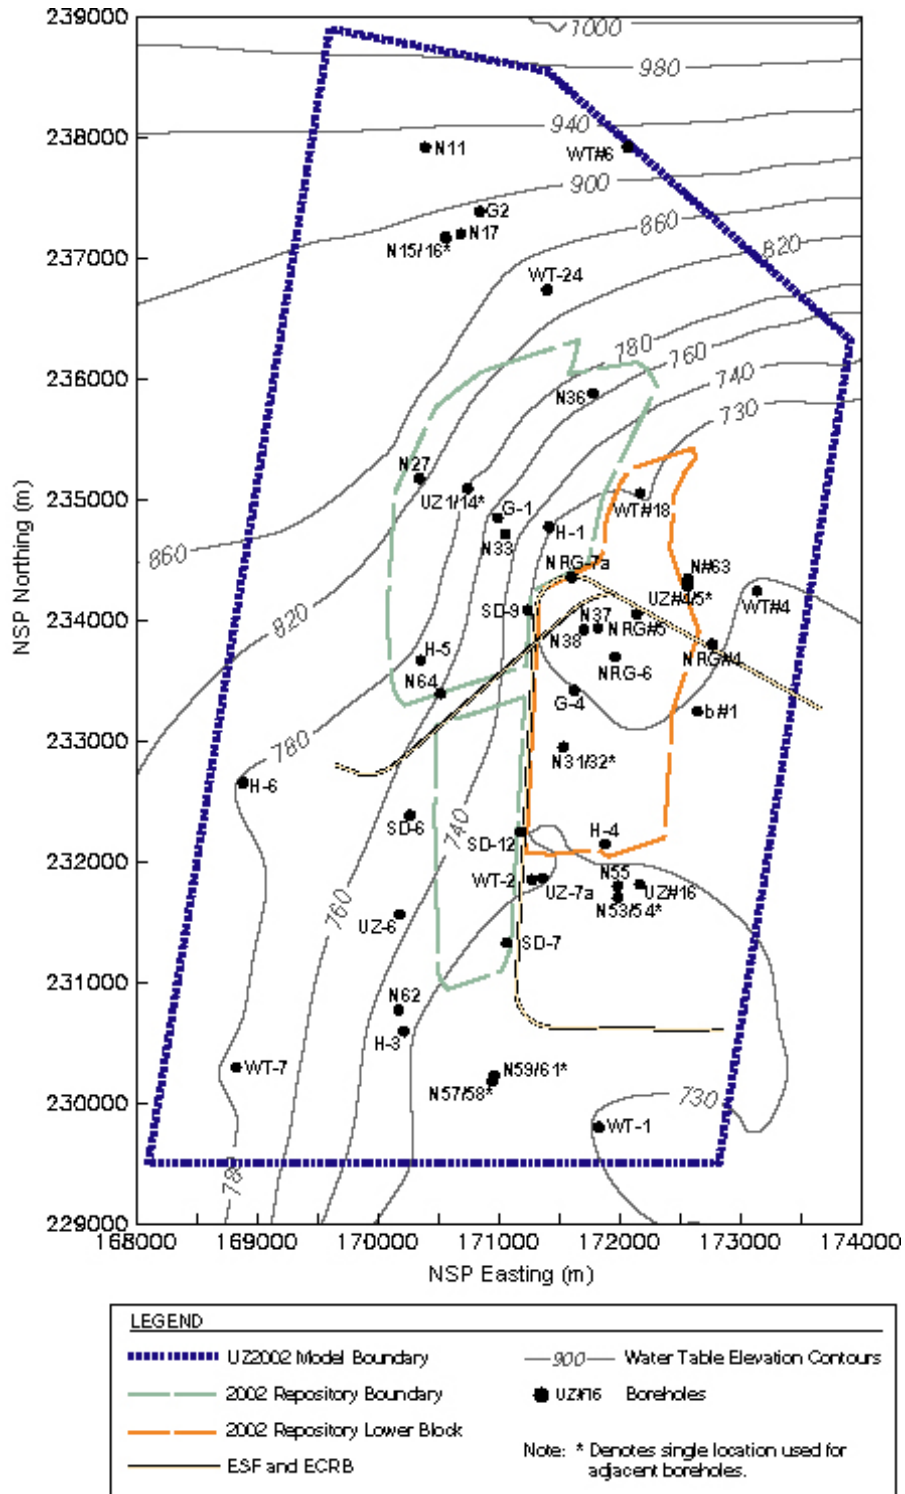 239000
1000
980
238000
N11
940
WT#6
900
G2
N17
N15/16*
860
237000
WT-24
820
780
760
236000
N36
740
730
N27
235000
UZ1/14*
G-1
WT#18
N33
H-1
860
NRG-7a
N#63
UZ#4/5*
WT#4
234000
820
SD-9
N37
NRG#5
N38
H-5
NRG-6
NRG#4
N64
G-4
b#1
233000
780
N31/32*
H-6
740
SD-6
SD-12
H-4
232000
WT-2
UZ-7a
N55
UZ#16
N53/54*
760
UZ-6
SD-7
231000
N62
H-3
WT-7
N59/61*
N57/58*
230000
730
WT-1
780
229000
168000 169000 170000 171000 172000 173000 174000
NSP Easting (m)
NSP Northing (m)
LEGEND
UZ2002 Model Boundary
2002 Repository Boundary
2002 Repository Lower Block
ESF and ECRB
900 Water Table Elevation Contours
UZ#16 Boreholes
Note: * Denotes single location used for
adjacent boreholes.